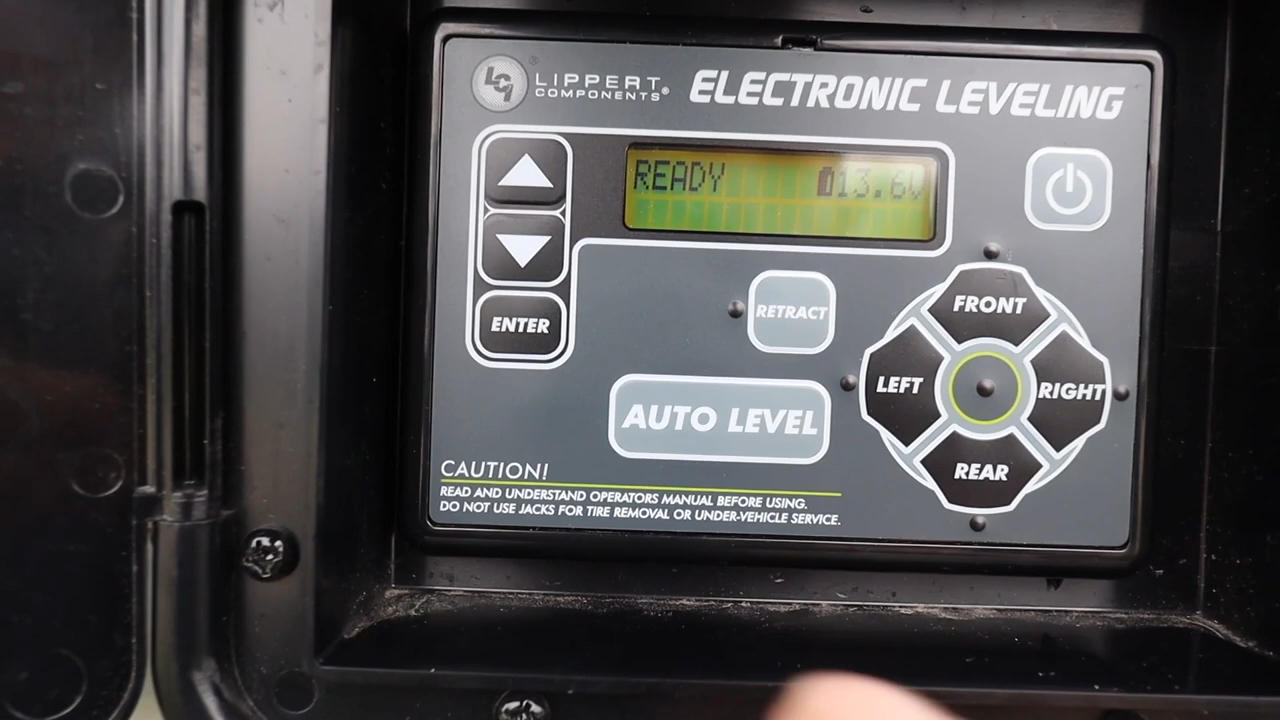 LCI LIPPERT®
COMPONENTS®
ELECTRONIC LEVELING
READY 13.6V
ENTER
RETRACT
FRONT
LEFT
RIGHT
REAR
AUTO LEVEL
CAUTION!
READ AND UNDERSTAND OPERATORS MANUAL BEFORE USING.
DO NOT USE JACKS FOR TIRE REMOVAL OR UNDER-VEHICLE SERVICE.